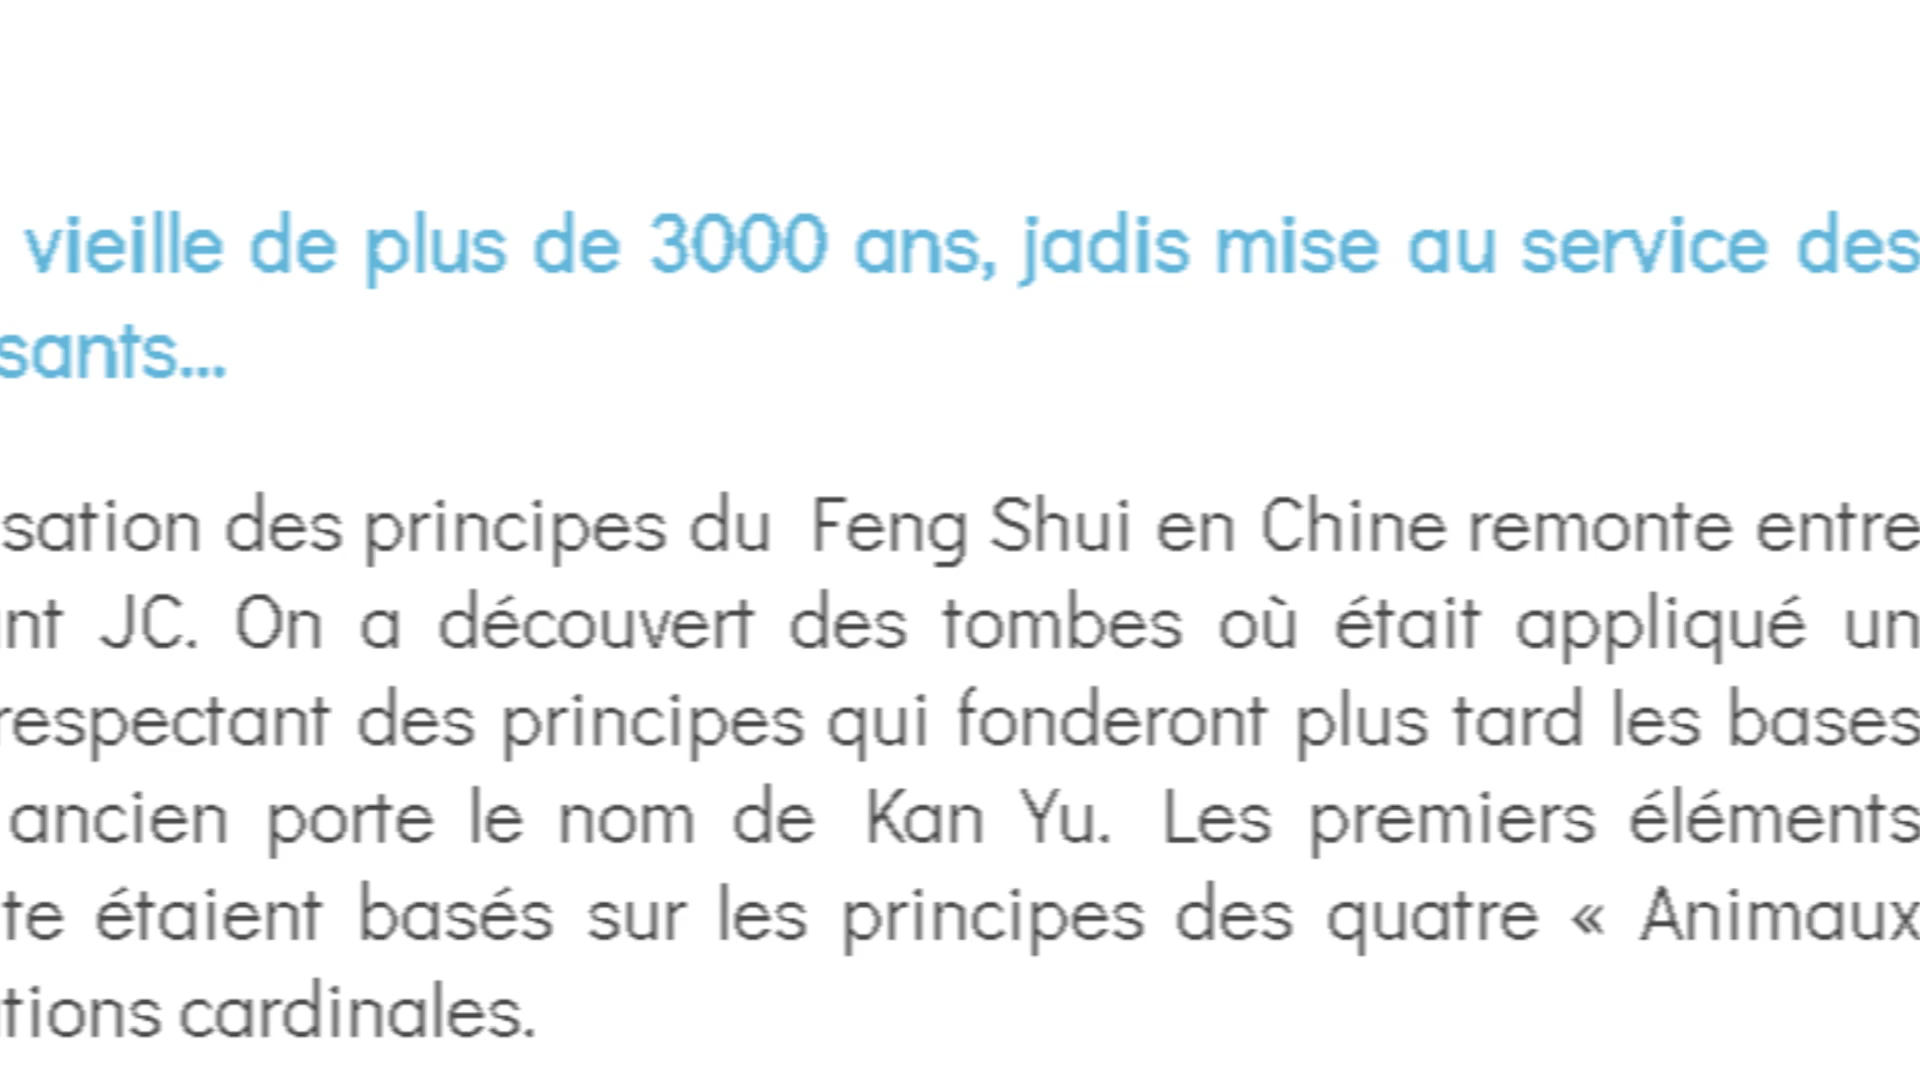 vieille de plus de 3000 ans, jadis mise au service des
sants...
sation des principes du Feng Shui en Chine remonte entre
nt JC. On a découvert des tombes où était appliqué un
respectant des principes qui fonderont plus tard les bases
ancien porte le nom de Kan Yu. Les premiers éléments
te étaient basés sur les principes des quatre « Animaux
tions cardinales.